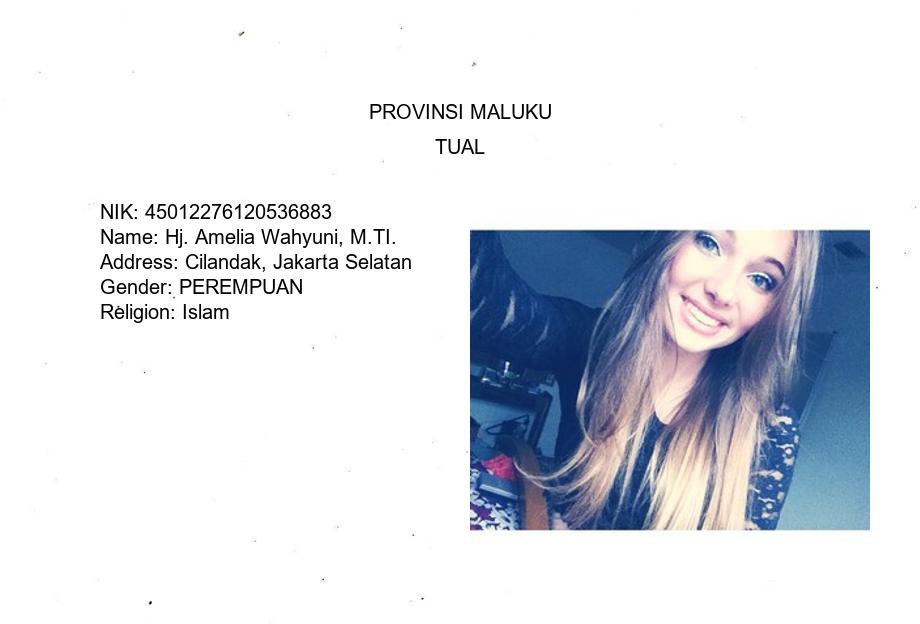 PROVINSI MALUKU
TUAL
NIK: 45012276120536883
Name: Hj. Amelia Wahyuni, M.TI.
Address: Cilandak, Jakarta Selatan
Gender: PEREMPUAN
Religion: Islam